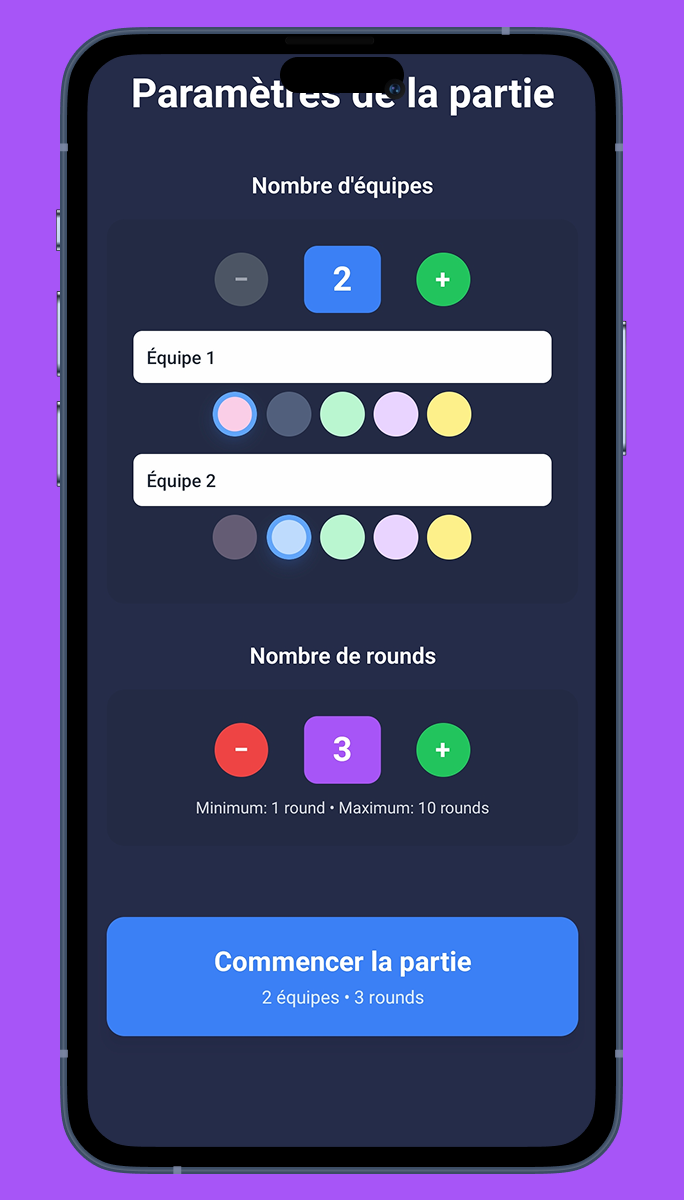 Paramètres de la partie
Nombre d'équipes
− 2 +
Équipe 1
Équipe 2
Nombre de rounds
− 3 +
Minimum: 1 round • Maximum: 10 rounds
Commencer la partie
2 équipes • 3 rounds